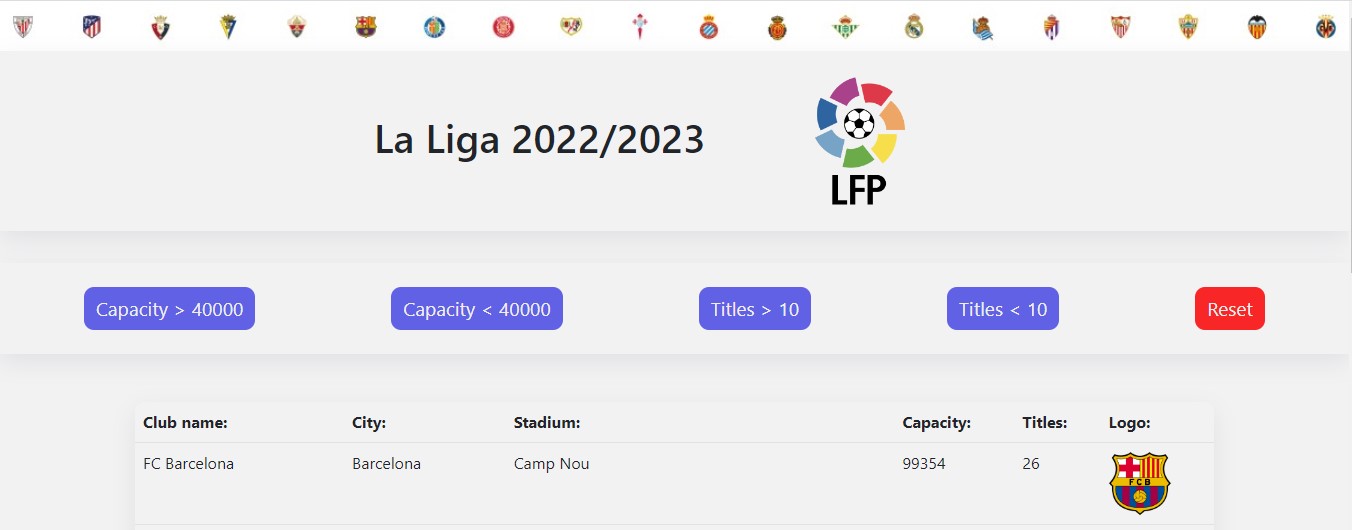 La Liga 2022/2023
LFP
Capacity > 40000 Capacity < 40000 Titles > 10 Titles < 10 Reset
Club name: City: Stadium: Capacity: Titles: Logo:
FC Barcelona Barcelona Camp Nou 99354 26
FCB